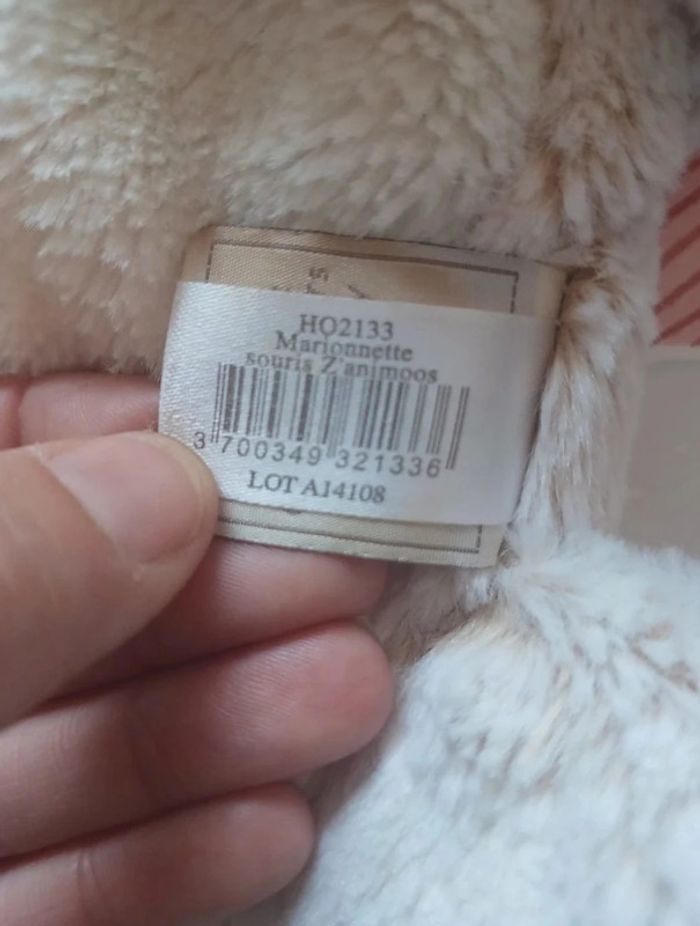 HO2133
Marionnette
souris Z'animoos
3 700349 321336
LOT A14108